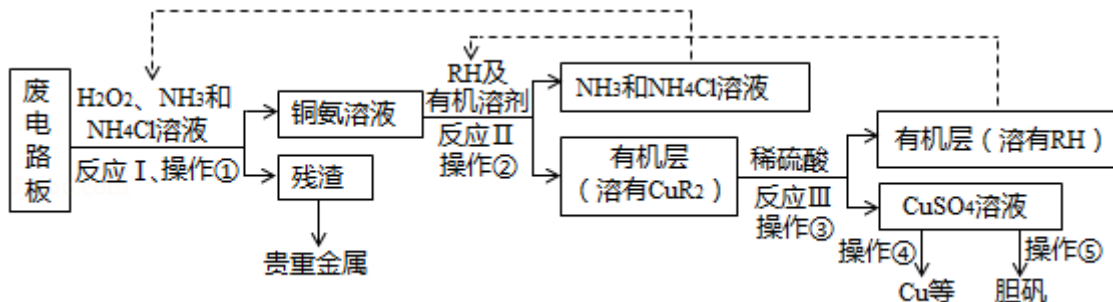 废电路板
H2O2、NH3和
NH4Cl溶液
反应Ⅰ、操作①
铜氨溶液
残渣
贵重金属
RH及
有机溶剂
反应Ⅱ
操作②
NH3和NH4Cl溶液
有机层
（溶有CuR2）
稀硫酸
反应Ⅲ
操作③
有机层（溶有RH）
CuSO4溶液
操作④
操作⑤
Cu等
胆矾